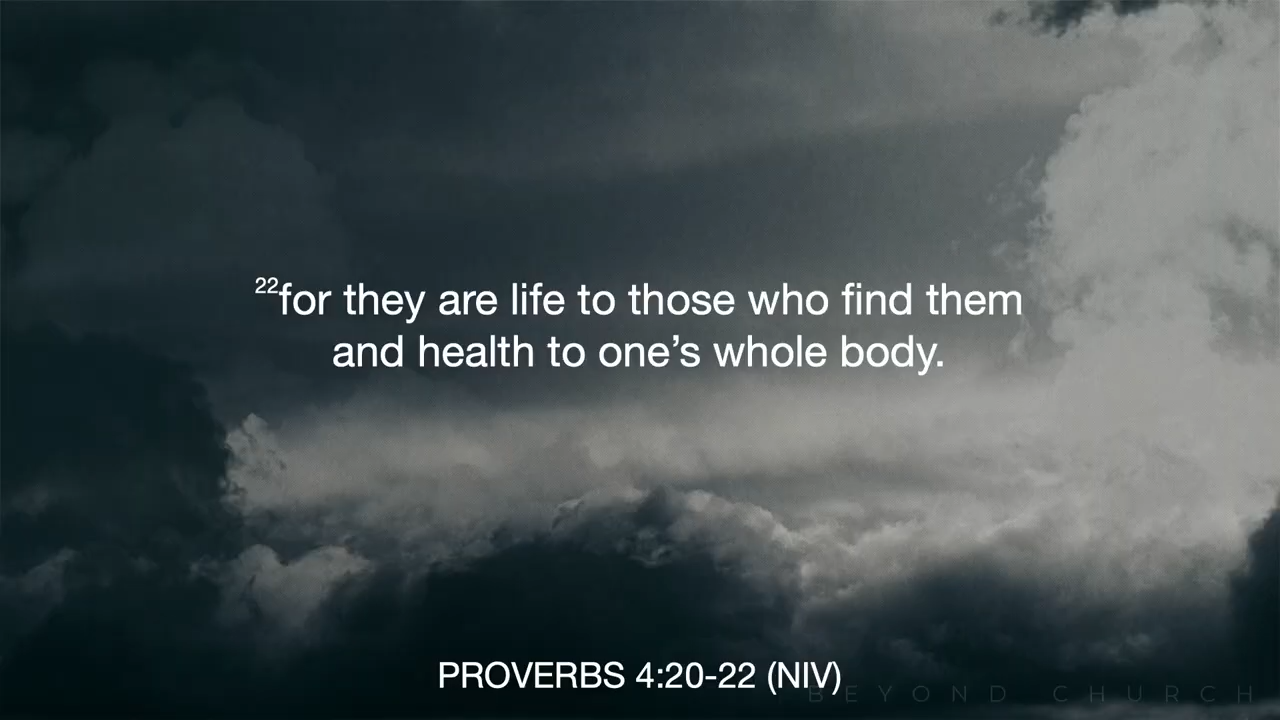 22for they are life to those who find them
and health to one’s whole body.
PROVERBS 4:20-22 (NIV)
BEYOND CHURCH